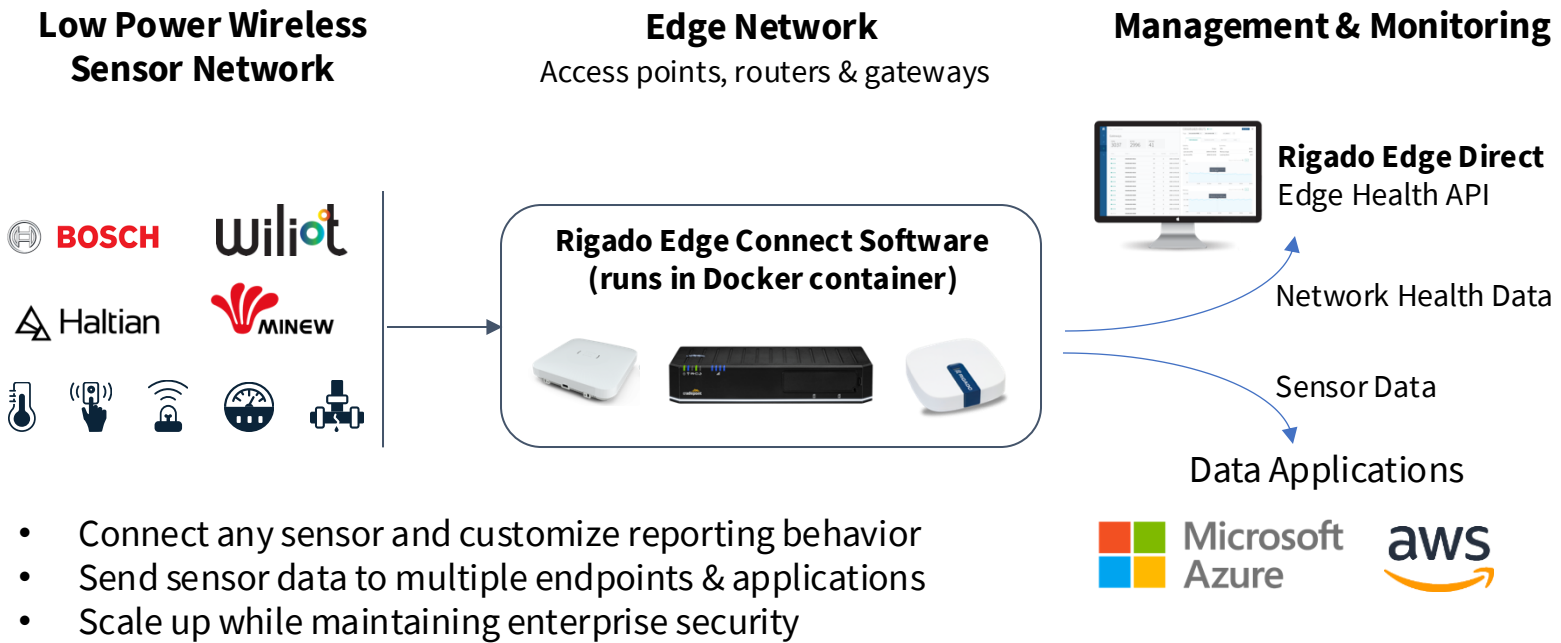 Low Power Wireless
Sensor Network
Edge Network
Access points, routers & gateways
Management & Monitoring
BOSCH
wiliot
Haltian
MINEW
Rigado Edge Connect Software
(runs in Docker container)
Rigado Edge Direct
Edge Health API
Network Health Data
Sensor Data
Data Applications
Microsoft
Azure
aws
• Connect any sensor and customize reporting behavior
• Send sensor data to multiple endpoints & applications
• Scale up while maintaining enterprise security